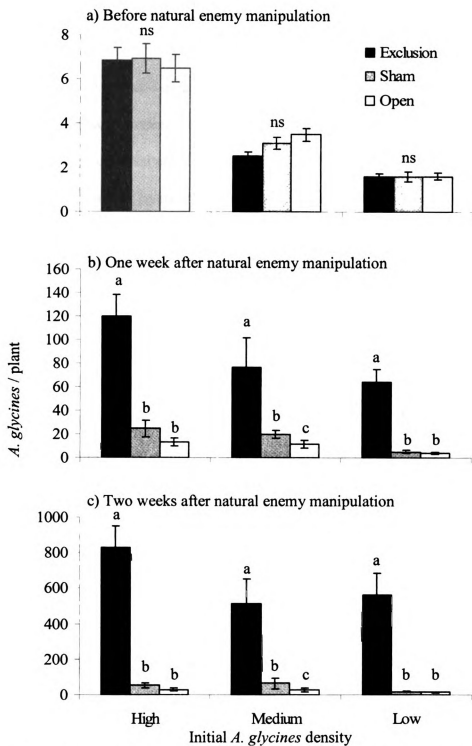 a) Before natural enemy manipulation
8
6
4
2
0
ns
ns
ns
Exclusion
Sham
Open
b) One week after natural enemy manipulation
160
140
120
100
80
60
40
20
0
a
b
b
a
b
c
a
b b
A. glycines / plant
c) Two weeks after natural enemy manipulation
1000
800
600
400
200
0
a
b b
a
b
c
a
b b
High Medium Low
Initial A. glycines density